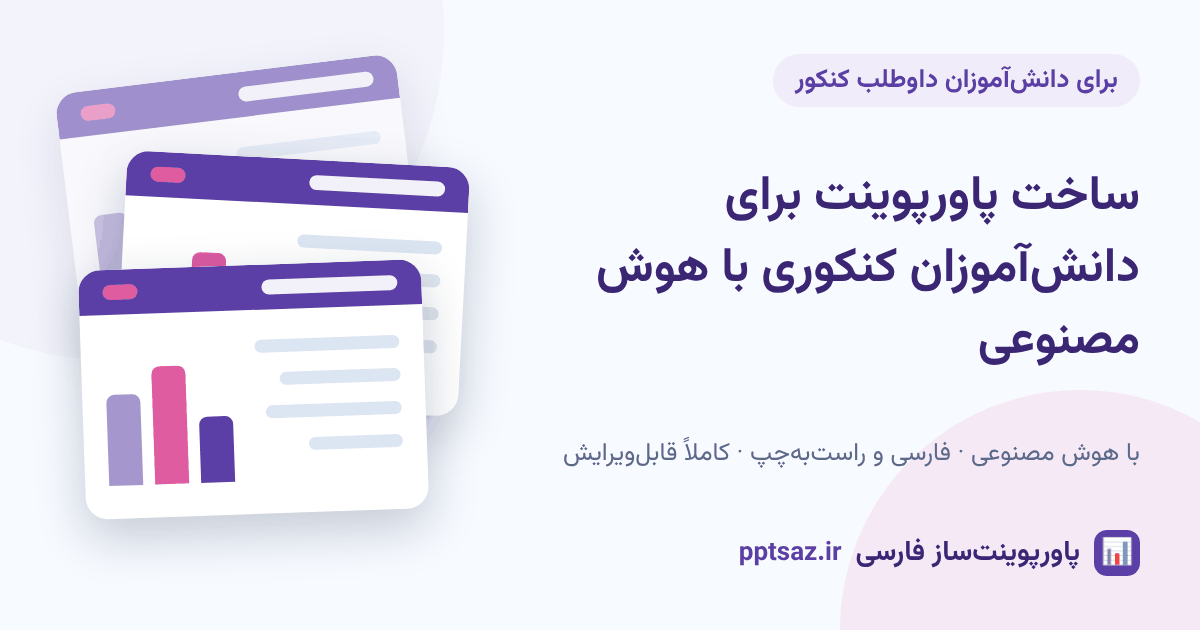 برای دانش‌آموزان داوطلب کنکور
ساخت پاورپوینت برای
دانش‌آموزان کنکوری با هوش
مصنوعی
با هوش مصنوعی · فارسی و راست‌به‌چپ · کاملاً قابل‌ویرایش
پاورپوینت‌ساز فارسی pptsaz.ir